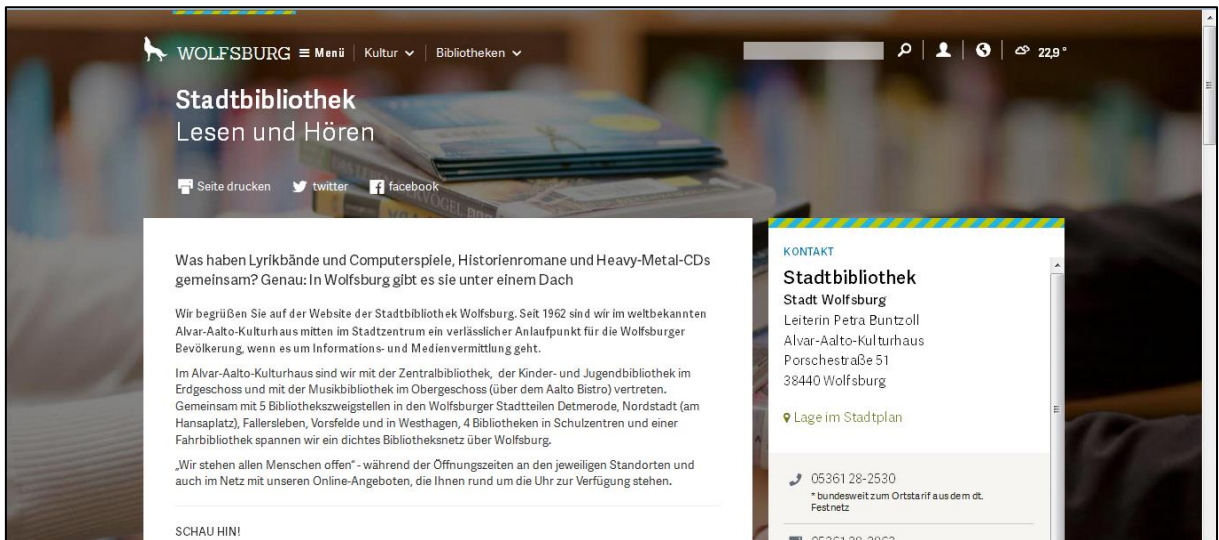 WOLFSBURG Menü Kultur Bibliotheken 22,9°
Stadtbibliothek
Lesen und Hören
Seite drucken twitter facebook
Was haben Lyrikbände und Computerspiele, Historienromane und Heavy-Metal-CDs
gemeinsam? Genau: In Wolfsburg gibt es sie unter einem Dach
Wir begrüßen Sie auf der Website der Stadtbibliothek Wolfsburg. Seit 1962 sind wir im weltbekannten
Alvar-Aalto-Kulturhaus mitten im Stadtzentrum ein verlässlicher Anlaufpunkt für die Wolfsburger
Bevölkerung, wenn es um Informations- und Medienvermittlung geht.
Im Alvar-Aalto-Kulturhaus sind wir mit der Zentralbibliothek, der Kinder- und Jugendbibliothek im
Erdgeschoss und mit der Musikbibliothek im Obergeschoss (über dem Aalto Bistro) vertreten.
Gemeinsam mit 5 Bibliothekszweigstellen in den Wolfsburger Stadtteilen Detmerode, Nordstadt (am
Hansaplatz), Fallersleben, Vorsfelde und in Westhagen, 4 Bibliotheken in Schulzentren und einer
Fahrbibliothek spannen wir ein dichtes Bibliotheksnetz über Wolfsburg.
„Wir stehen allen Menschen offen“ - während der Öffnungszeiten an den jeweiligen Standorten und
auch im Netz mit unseren Online-Angeboten, die Ihnen rund um die Uhr zur Verfügung stehen.
SCHAU HIN!
KONTAKT
Stadtbibliothek
Stadt Wolfsburg
Leiterin Petra Buntzoll
Alvar-Aalto-Kulturhaus
Porschestraße 51
38440 Wolfsburg
Lage im Stadtplan
05361 28-2530
* bundesweit zum Ortstarif aus dem dt.
Festnetz